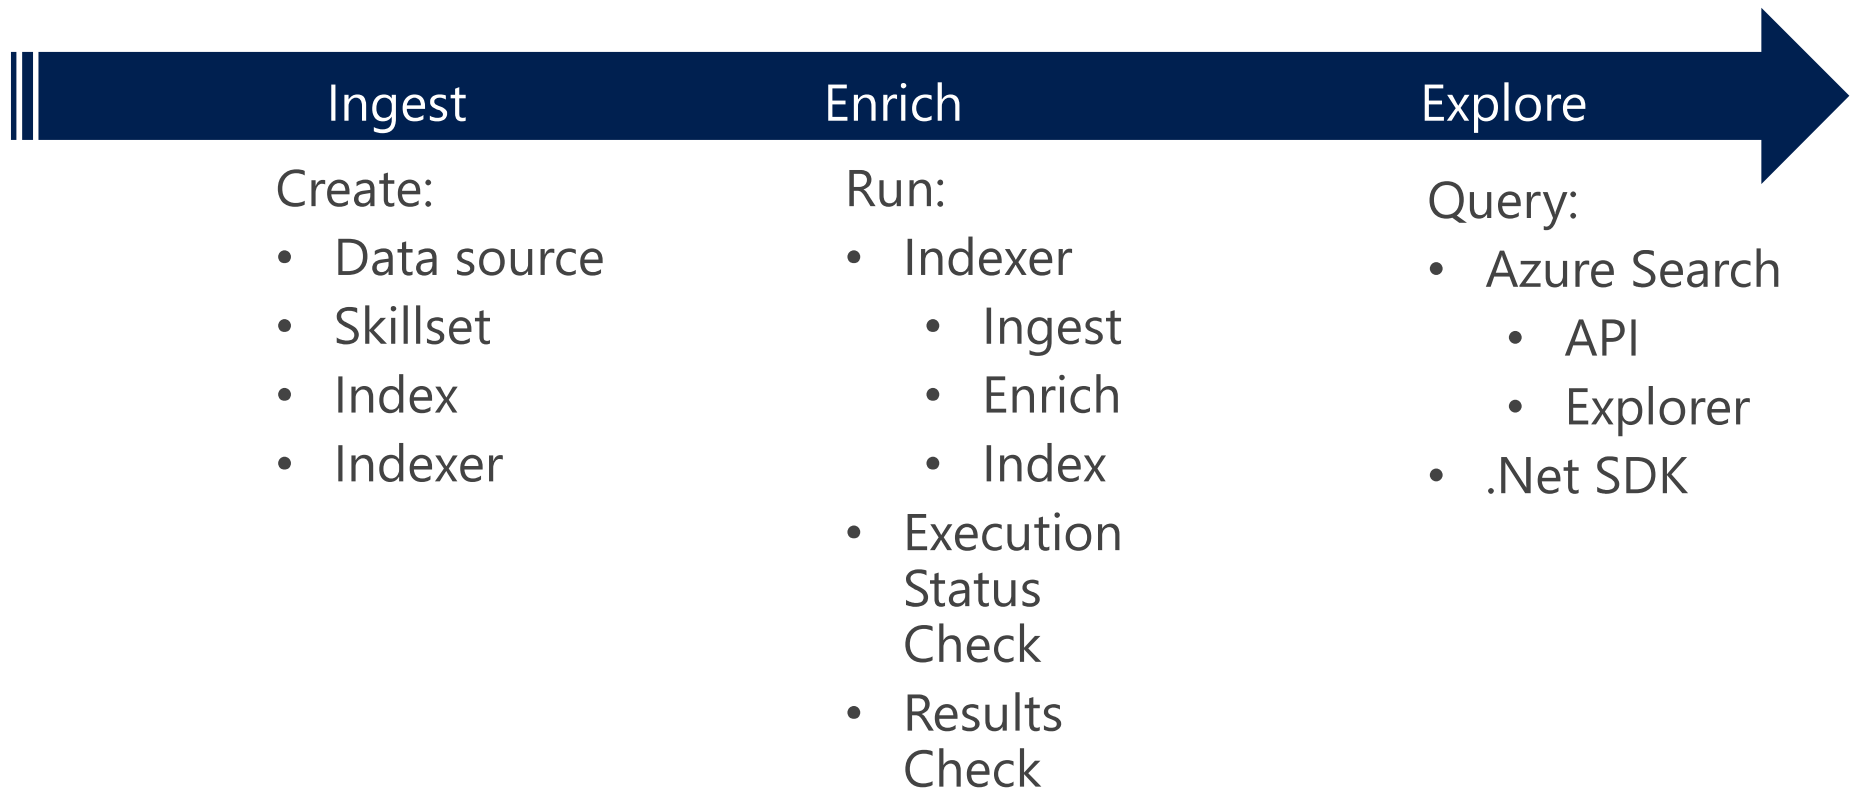 Ingest
Enrich
Explore
Create:
• Data source
• Skillset
• Index
• Indexer
Run:
• Indexer
• Ingest
• Enrich
• Index
• Execution
Status
Check
• Results
Check
Query:
• Azure Search
• API
• Explorer
• .Net SDK